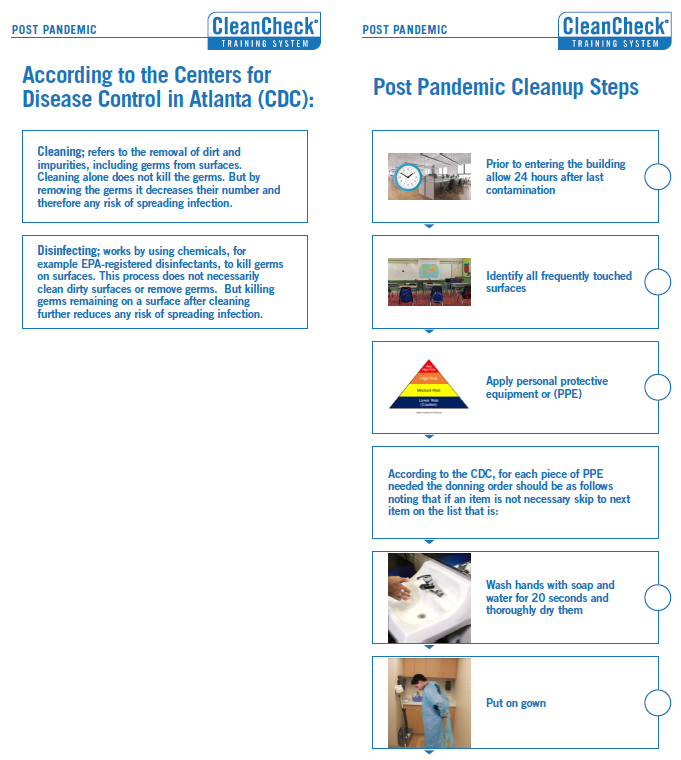 POST PANDEMIC
CleanCheck®
TRAINING SYSTEM
According to the Centers for
Disease Control in Atlanta (CDC):
Cleaning; refers to the removal of dirt and
impurities, including germs from surfaces.
Cleaning alone does not kill the germs. But by
removing the germs it decreases their number and
therefore any risk of spreading infection.
Disinfecting; works by using chemicals, for
example EPA-registered disinfectants, to kill germs
on surfaces. This process does not necessarily
clean dirty surfaces or remove germs.  But killing
germs remaining on a surface after cleaning
further reduces any risk of spreading infection.
POST PANDEMIC
CleanCheck®
TRAINING SYSTEM
Post Pandemic Cleanup Steps
Prior to entering the building
allow 24 hours after last
contamination
Identify all frequently touched
surfaces
High Risk
Medium Risk
Lower Risk
(Caution)
Apply personal protective
equipment or (PPE)
According to the CDC, for each piece of PPE
needed the donning order should be as follows
noting that if an item is not necessary skip to next
item on the list that is:
Wash hands with soap and
water for 20 seconds and
thoroughly dry them
Put on gown